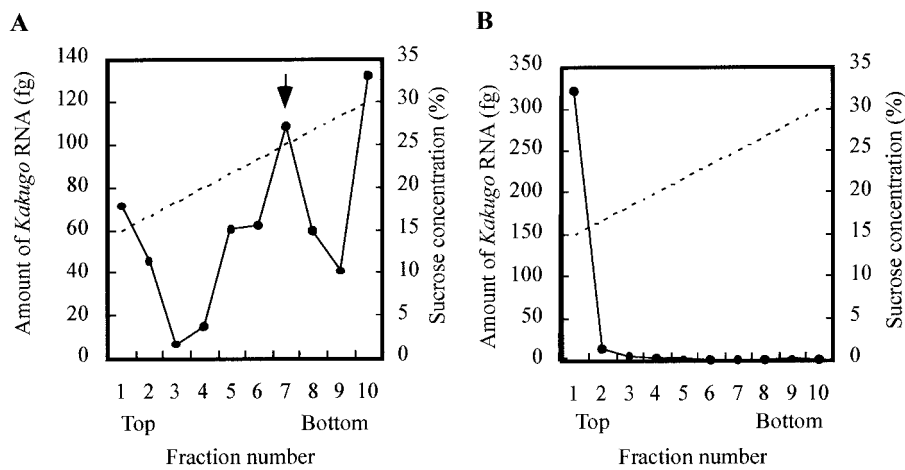 A
Amount of Kakugo RNA (fg)
140
120
100
80
60
40
20
0
35
30
25
20
15
10
5
0
Sucrose concentration (%)
1 2 3 4 5 6 7 8 9 10
Top Bottom
Fraction number
B
Amount of Kakugo RNA (fg)
350
300
250
200
150
100
50
0
35
30
25
20
15
10
5
0
Sucrose concentration (%)
1 2 3 4 5 6 7 8 9 10
Top Bottom
Fraction number